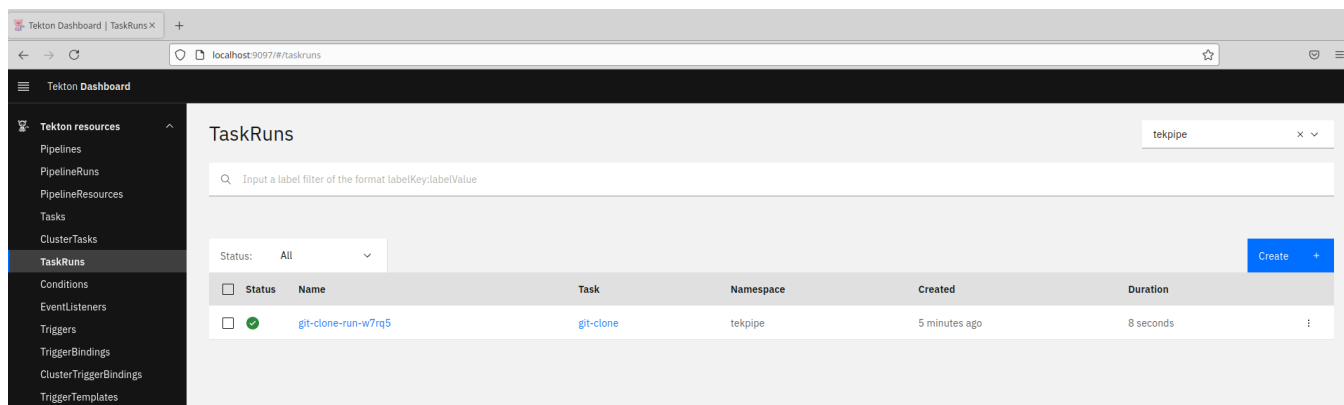 Tekton Dashboard | TaskRuns × +
localhost:9097/#/taskruns
Tekton Dashboard
Tekton resources
Pipelines
PipelineRuns
PipelineResources
Tasks
ClusterTasks
TaskRuns
Conditions
EventListeners
Triggers
TriggerBindings
ClusterTriggerBindings
TriggerTemplates
TaskRuns
tekpipe ×
Input a label filter of the format labelKey:labelValue
Status: All
Create +
Status Name Task Namespace Created Duration
git-clone-run-w7rq5 git-clone tekpipe 5 minutes ago 8 seconds